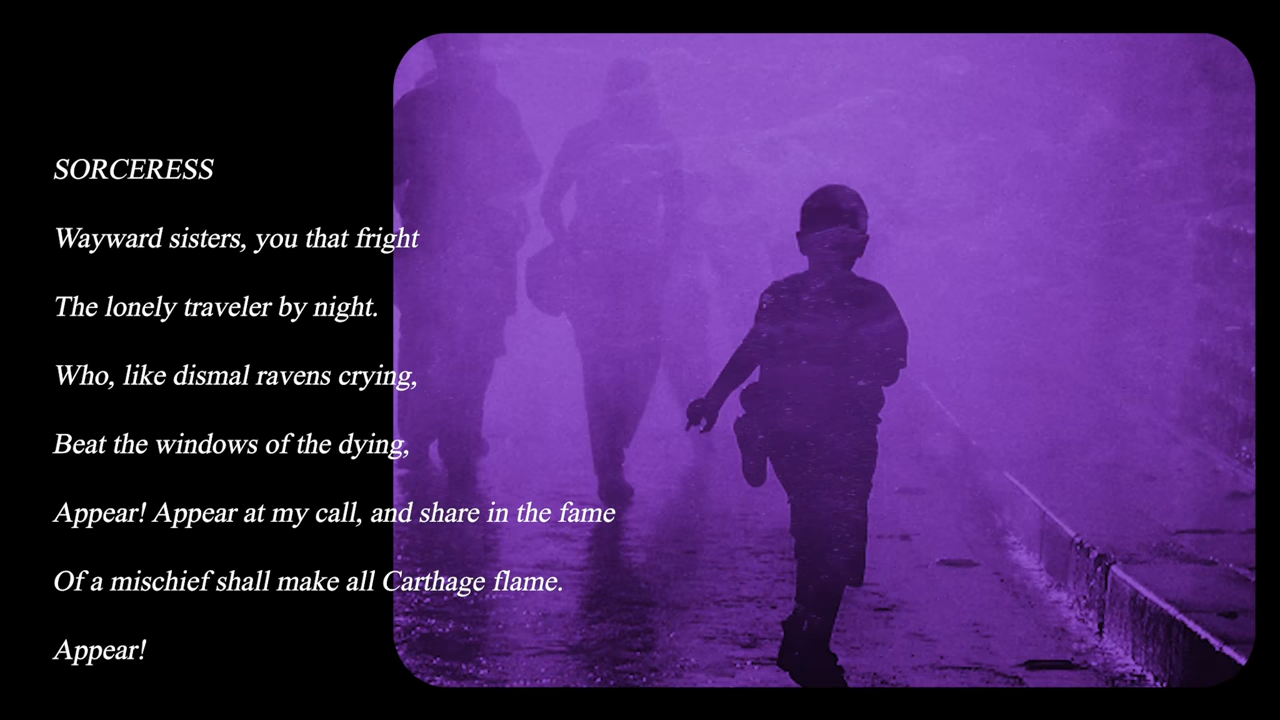 SORCERESS
Wayward sisters, you that fright
The lonely traveler by night.
Who, like dismal ravens crying,
Beat the windows of the dying,
Appear! Appear at my call, and share in the fame
Of a mischief shall make all Carthage flame.
Appear!